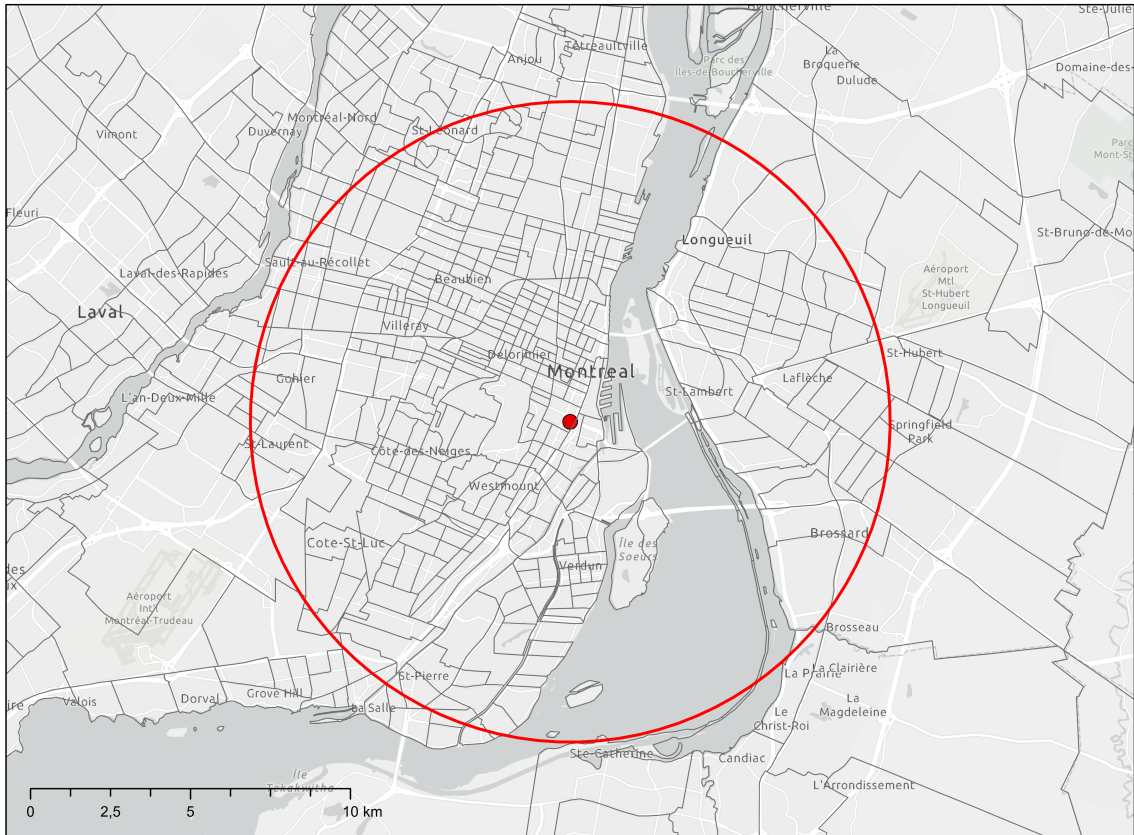 Boucherville
Ste-Julie
Tétreaultville
Anjou
La
Broquerie
Dulude
Parc des
Îles-de-Boucherville
Domaine-des-
Montréal-Nord
Duvernay
St-Léonard
Vimont
Parc
Mont-St
Fleuri
Longueuil
St-Bruno-de-Mo
Sault-au-Récollet
Laval-des-Rapides
Beaubien
Aéroport
Mtl
St-Hubert
Longueuil
Laval
Villeray
Delorimier
St-Hubert
Montreal
Gohier
Laflèche
L'an-Deux-Mille
St-Lambert
Springfield
Park
St-Laurent
Côte-des-Neiges
Westmount
Brossard
Cote-St-Luc
Île des
Soeurs
Verdun
des
ix
Aéroport
Int'l
Montréal-Trudeau
Brosseau
La Clairière
La Prairie
St-Pierre
Grove Hill
Dorval
Valois
ire
La Salle
La
Magdeleine
Le
Christ-Roi
Ste-Catherine
Candiac
Île
Tekakwitha
L'Arrondissement
0 2,5 5 10 km